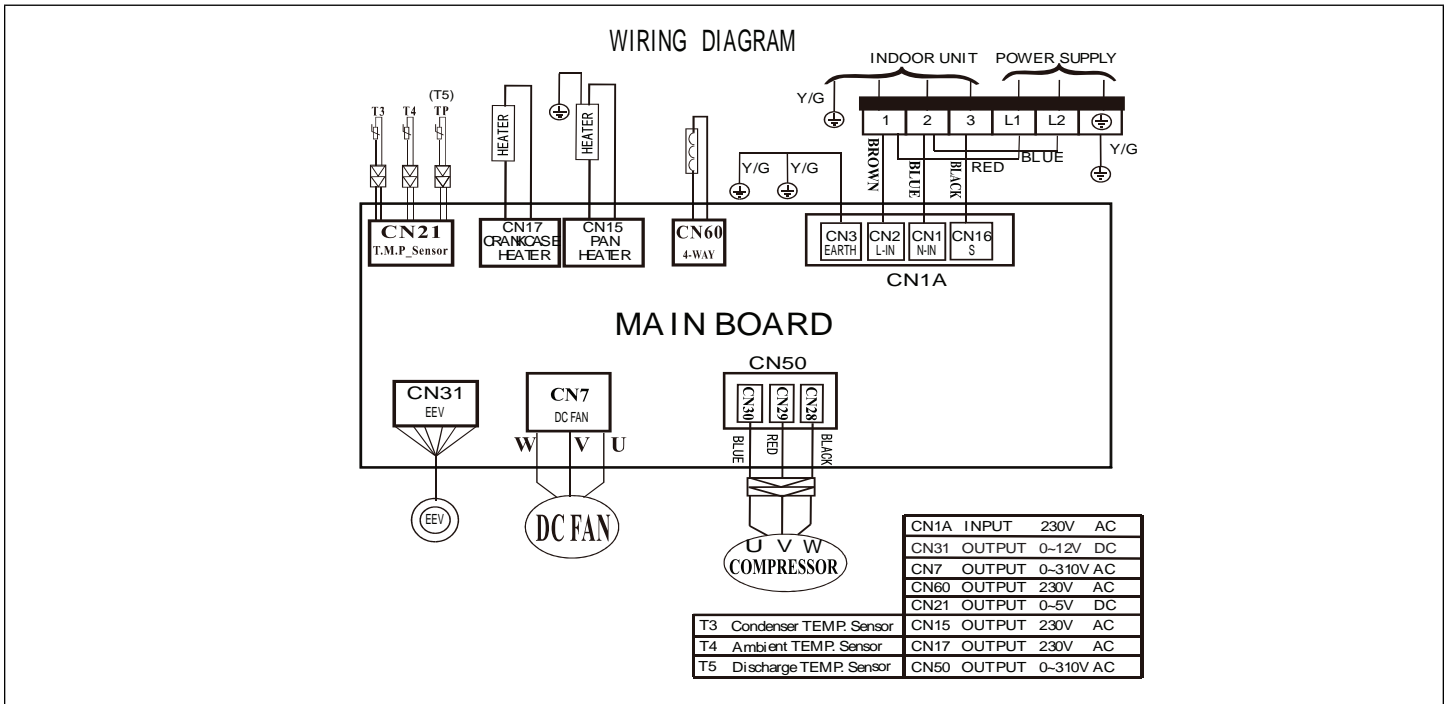 WIRING DIAGRAM
INDOOR UNIT POWER SUPPLY
Y/G
1 2 3 L1 L2
Y/G
BROWN
BLUE
BLACK
RED
BLUE
(T5)
T3 T4 TP
HEATER
HEATER
Y/G Y/G
CN21
T.M.P_Sensor
CN17
CRANKCASE
HEATER
CN15
PAN
HEATER
CN60
4-WAY
CN3
EARTH
CN2
L-IN
CN1
N-IN
CN16
S
CN1A
MAIN BOARD
CN31
EEV
CN7
DC FAN
CN50
CN30
CN29
CN28
W V U
BLUE
RED
BLACK
EEV
DC FAN
U V W
COMPRESSOR
CN1A INPUT 230V AC
CN31 OUTPUT 0~12V DC
CN7 OUTPUT 0~310V AC
CN60 OUTPUT 230V AC
CN21 OUTPUT 0~5V DC
T3 Condenser TEMP. Sensor CN15 OUTPUT 230V AC
T4 Ambient TEMP. Sensor CN17 OUTPUT 230V AC
T5 Discharge TEMP. Sensor CN50 OUTPUT 0~310V AC